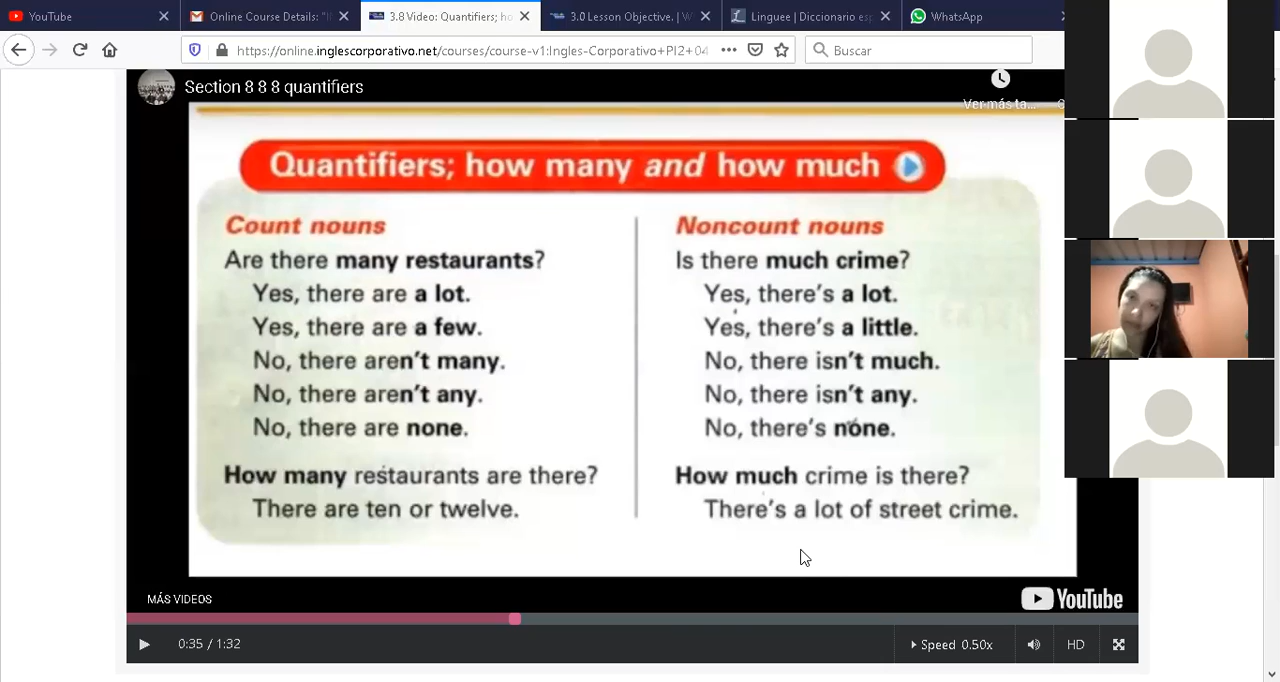 YouTube
Online Course Details: "I
3.8 Video: Quantifiers; ho
3.0 Lesson Objective. | W
Linguee | Diccionario es
WhatsApp
https://online.inglescorporativo.net/courses/course-v1:Ingles-Corporativo+PI2+04
Buscar
Section 8 8 8 quantifiers
Ver más ta...
Quantifiers; how many and how much
Count nouns
Are there many restaurants?
Yes, there are a lot.
Yes, there are a few.
No, there aren't many.
No, there aren't any.
No, there are none.
How many restaurants are there?
There are ten or twelve.
Noncount nouns
Is there much crime?
Yes, there's a lot.
Yes, there's a little.
No, there isn't much.
No, there isn't any.
No, there's none.
How much crime is there?
There's a lot of street crime.
MÁS VIDEOS
YouTube
0:35 / 1:32
Speed 0.50x
HD